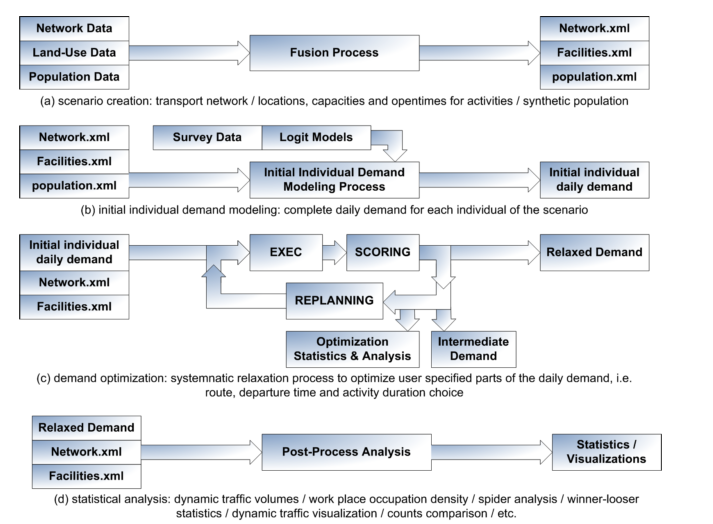 Network Data
Land-Use Data
Population Data
Fusion Process
Network.xml
Facilities.xml
population.xml
(a) scenario creation: transport network / locations, capacities and opentimes for activities / synthetic population
Network.xml
Facilities.xml
population.xml
Survey Data
Logit Models
Initial Individual Demand
Modeling Process
Initial individual
daily demand
(b) initial individual demand modeling: complete daily demand for each individual of the scenario
Initial individual
daily demand
Network.xml
Facilities.xml
EXEC
SCORING
Relaxed Demand
REPLANNING
Optimization
Statistics & Analysis
Intermediate
Demand
(c) demand optimization: systemnatic relaxation process to optimize user specified parts of the daily demand, i.e.
route, departure time and activity duration choice
Relaxed Demand
Network.xml
Facilities.xml
Post-Process Analysis
Statistics /
Visualizations
(d) statistical analysis: dynamic traffic volumes / work place occupation density / spider analysis / winner-looser
statistics / dynamic traffic visualization / counts comparison / etc.